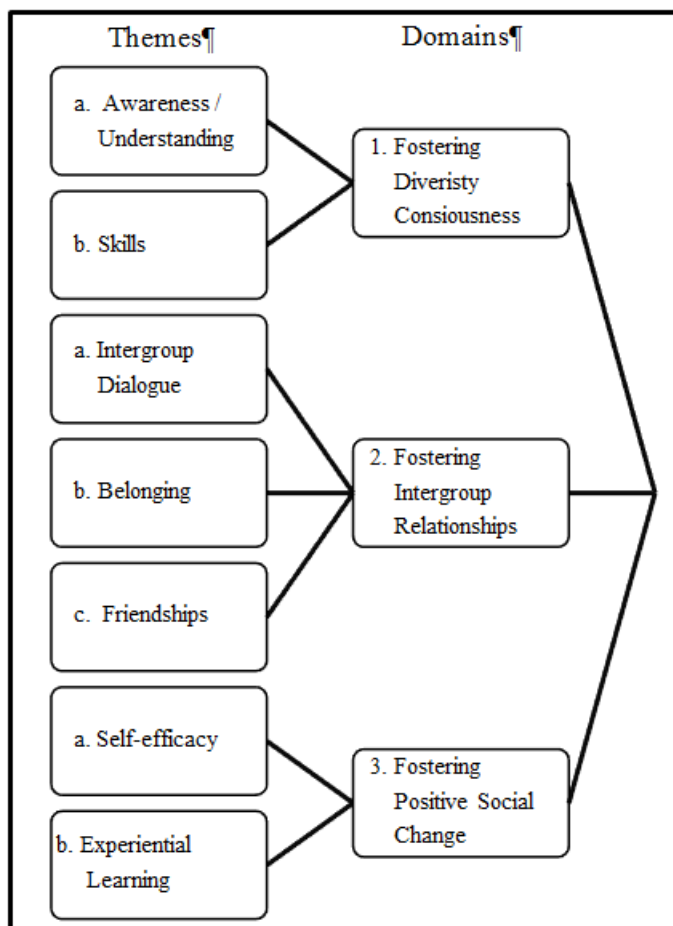 Themes¶
Domains¶
a. Awareness /
Understanding
b. Skills
1. Fostering
Diveristy
Consiousness
a. Intergroup
Dialogue
b. Belonging
c. Friendships
2. Fostering
Intergroup
Relationships
a. Self-efficacy
b. Experiential
Learning
3. Fostering
Positive Social
Change